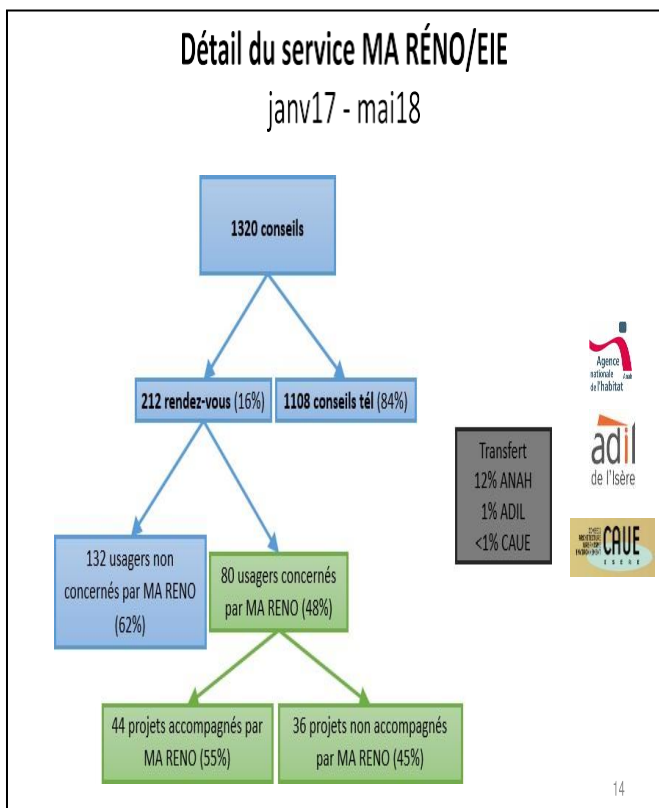 Détail du service MA RÉNO/EIE
janv17 - mai18
1320 conseils
212 rendez-vous (16%)
1108 conseils tél (84%)
132 usagers non
concernés par MA RENO
(62%)
80 usagers concernés
par MA RENO (48%)
44 projets accompagnés par
MA RENO (55%)
36 projets non accompagnés
par MA RENO (45%)
Transfert
12% ANAH
1% ADIL
<1% CAUE
Agence
nationale
de l'habitat
Anah
adil
de l'Isère
CAUE
ISÈRE
14